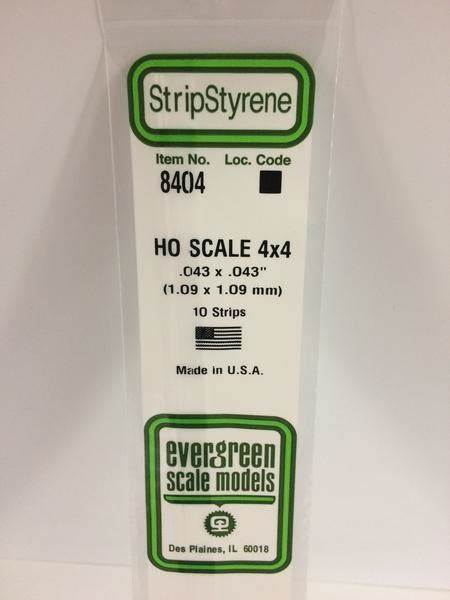 StripStyrene
Item No. Loc. Code
8404
HO SCALE 4x4
.043 x .043"
(1.09 x 1.09 mm)
10 Strips
Made in U.S.A.
evergreen
scale models
Des Plaines, IL 60018